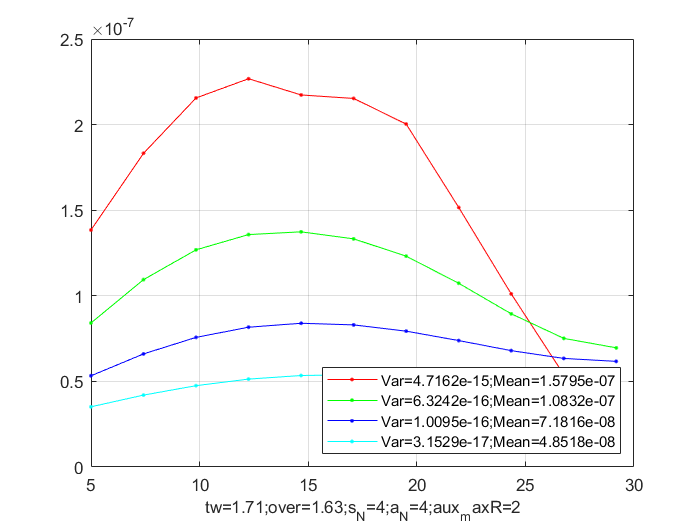 ×10-7
2.5
2
1.5
1
0.5
0
5 10 15 20 25 30
Var=4.7162e-15;Mean=1.5795e-07
Var=6.3242e-16;Mean=1.0832e-07
Var=1.0095e-16;Mean=7.1816e-08
Var=3.1529e-17;Mean=4.8518e-08
tw=1.71;over=1.63;sN=4;aN=4;auxmaxR=2